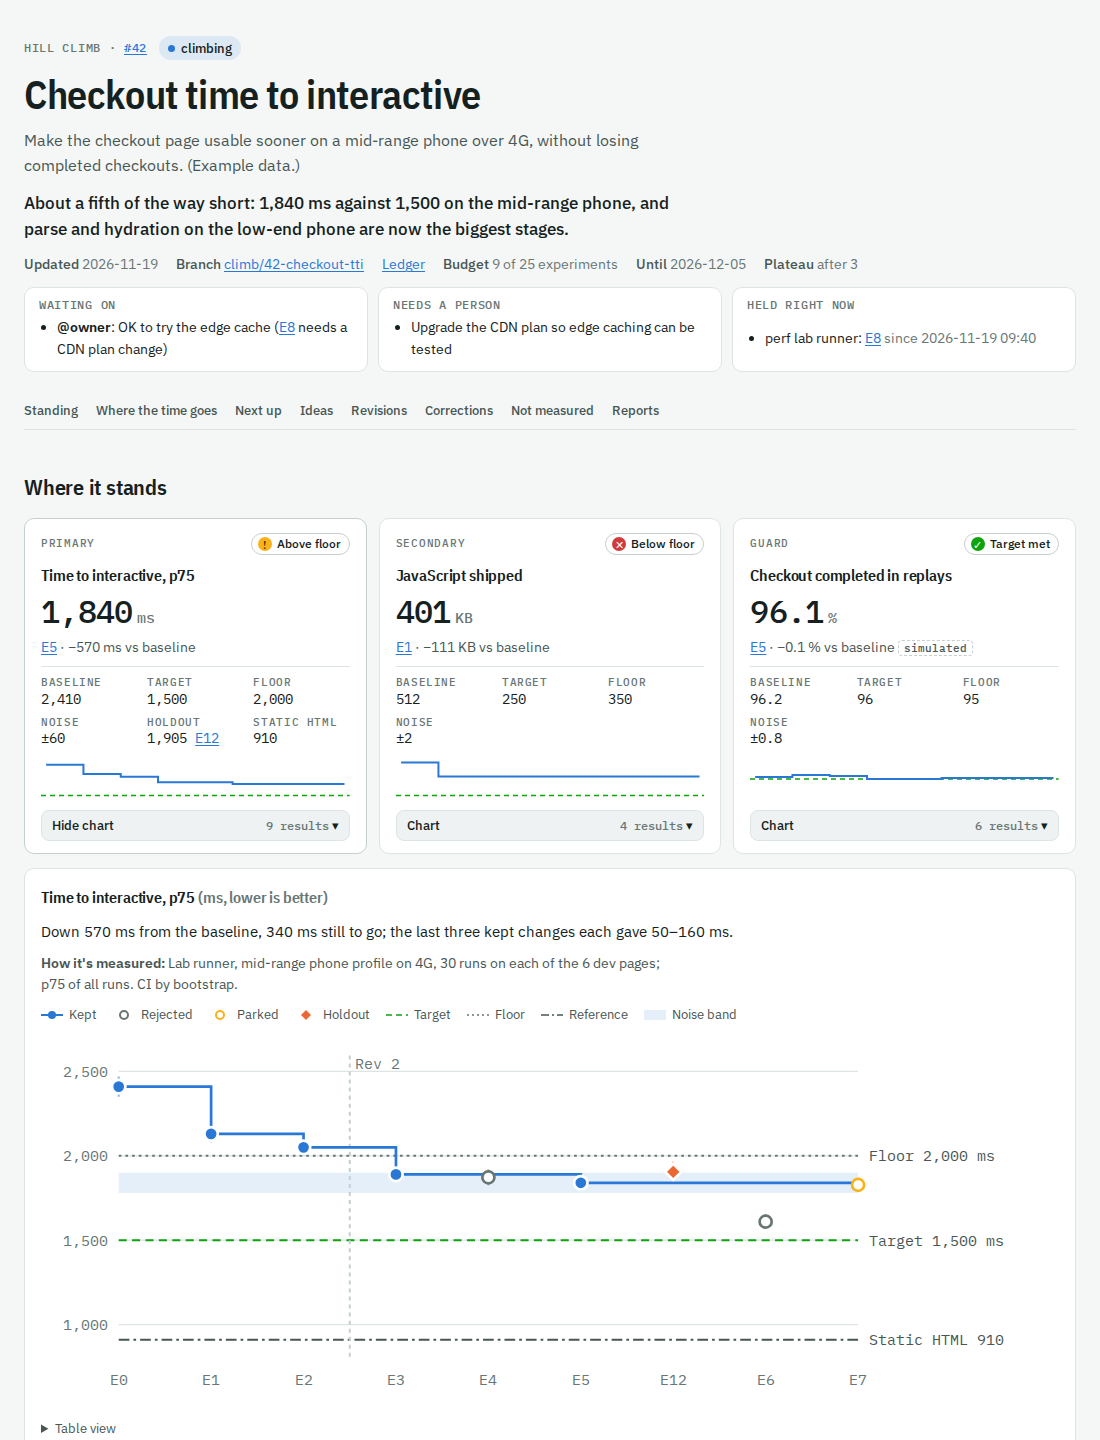 HILL CLIMB · #42 climbing
Checkout time to interactive
Make the checkout page usable sooner on a mid-range phone over 4G, without losing
completed checkouts. (Example data.)
About a fifth of the way short: 1,840 ms against 1,500 on the mid-range phone, and
parse and hydration on the low-end phone are now the biggest stages.
Updated 2026-11-19 Branch climb/42-checkout-tti Ledger Budget 9 of 25 experiments Until 2026-12-05 Plateau after 3
WAITING ON
• @owner: OK to try the edge cache (E8 needs a
CDN plan change)
NEEDS A PERSON
• Upgrade the CDN plan so edge caching can be
tested
HELD RIGHT NOW
• perf lab runner: E8 since 2026-11-19 09:40
Standing Where the time goes Next up Ideas Revisions Corrections Not measured Reports
Where it stands
PRIMARY ! Above floor
Time to interactive, p75
1,840 ms
E5 · −570 ms vs baseline
BASELINE TARGET FLOOR
2,410 1,500 2,000
NOISE HOLDOUT STATIC HTML
±60 1,905 E12 910
Hide chart 9 results ▾
SECONDARY ✕ Below floor
JavaScript shipped
401 KB
E1 · −111 KB vs baseline
BASELINE TARGET FLOOR
512 250 350
NOISE
±2
Chart 4 results ▾
GUARD ✓ Target met
Checkout completed in replays
96.1 %
E5 · −0.1 % vs baseline simulated
BASELINE TARGET FLOOR
96.2 96 95
NOISE
±0.8
Chart 6 results ▾
Time to interactive, p75 (ms, lower is better)
Down 570 ms from the baseline, 340 ms still to go; the last three kept changes each gave 50–160 ms.
How it's measured: Lab runner, mid-range phone profile on 4G, 30 runs on each of the 6 dev pages;
p75 of all runs. CI by bootstrap.
Kept Rejected Parked Holdout Target Floor Reference Noise band
Rev 2
2,500
2,000
Floor 2,000 ms
1,500
Target 1,500 ms
1,000
Static HTML 910
E0 E1 E2 E3 E4 E5 E12 E6 E7
▶ Table view